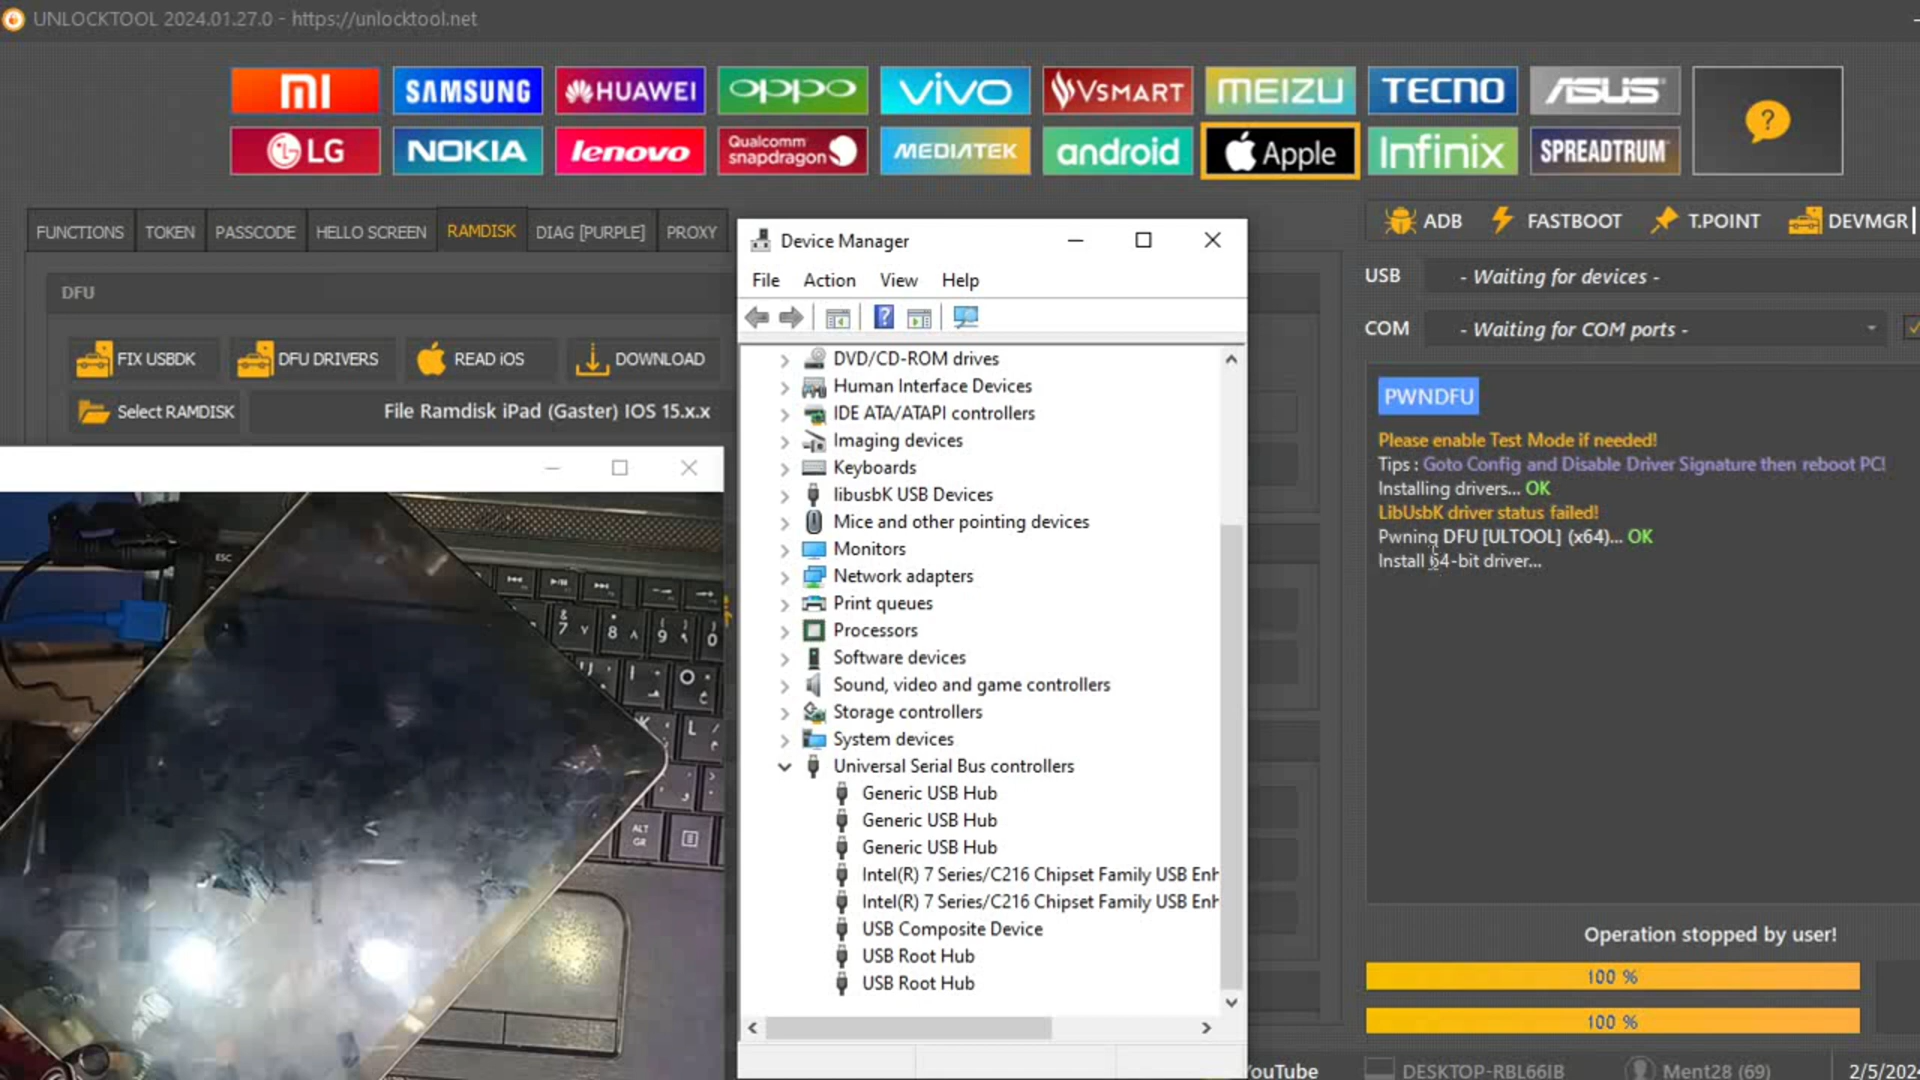 UNLOCKTOOL 2024.01.27.0 - https://unlocktool.net
MI SAMSUNG HUAWEI oppo vivo VSMART MEIZU TECNO ASUS ?
LG NOKIA lenovo Qualcomm snapdragon MEDIATEK android Apple Infinix SPREADTRUM
FUNCTIONS TOKEN PASSCODE HELLO SCREEN RAMDISK DIAG [PURPLE] PROXY
DFU
FIX USBDK DFU DRIVERS READ iOS DOWNLOAD
Select RAMDISK File Ramdisk iPad (Gaster) IOS 15.x.x
ESC
7 8 9 0
L
ALT GR
Device Manager
File Action View Help
DVD/CD-ROM drives
Human Interface Devices
IDE ATA/ATAPI controllers
Imaging devices
Keyboards
libusbK USB Devices
Mice and other pointing devices
Monitors
Network adapters
Print queues
Processors
Software devices
Sound, video and game controllers
Storage controllers
System devices
Universal Serial Bus controllers
Generic USB Hub
Generic USB Hub
Generic USB Hub
Intel(R) 7 Series/C216 Chipset Family USB Enh
Intel(R) 7 Series/C216 Chipset Family USB Enh
USB Composite Device
USB Root Hub
USB Root Hub
ADB FASTBOOT T.POINT DEVMGR
USB - Waiting for devices -
COM - Waiting for COM ports -
PWNDFU
Please enable Test Mode if needed!
Tips : Goto Config and Disable Driver Signature then reboot PC!
Installing drivers... OK
LibUsbK driver status failed!
Pwning DFU [ULTOOL] (x64)... OK
Install 64-bit driver...
Operation stopped by user!
100 %
100 %
YouTube DESKTOP-RBL66IB Ment28 (69) 2/5/202